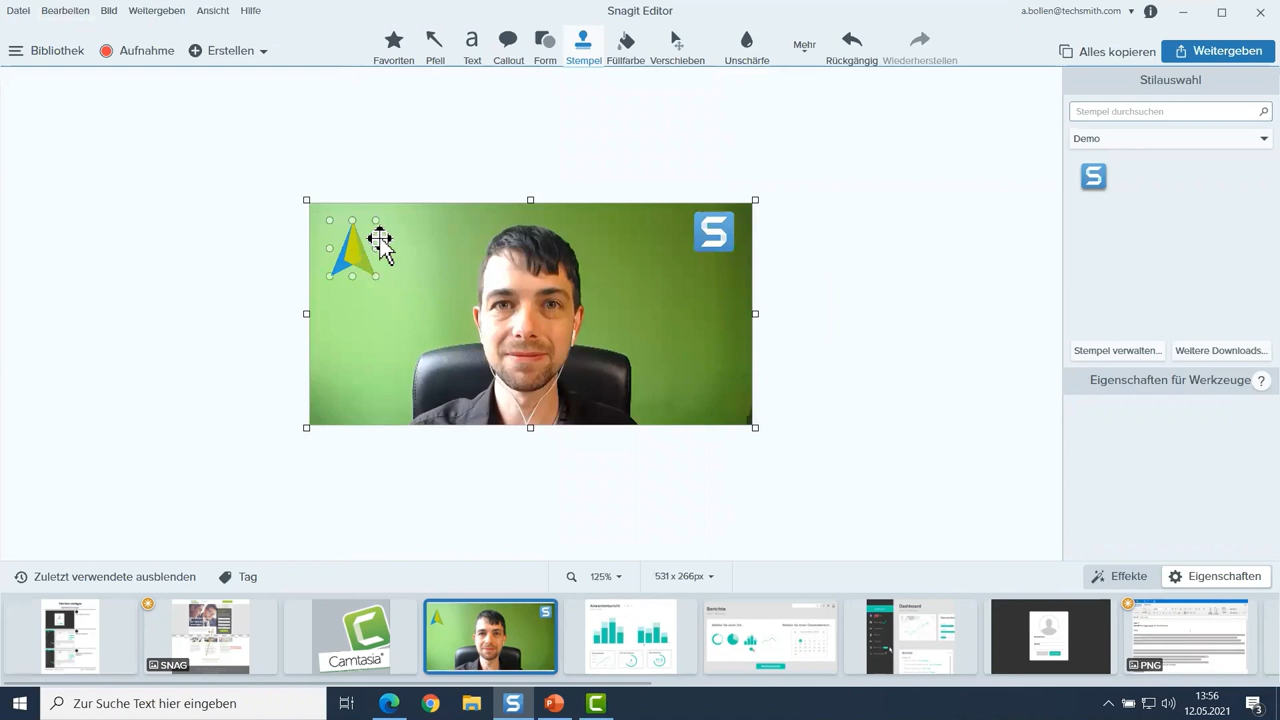 Datei Bearbeiten Bild Weitergeben Ansicht Hilfe
Snagit Editor
a.bollen@techsmith.com
Bibliothek Aufnahme Erstellen
Favoriten Pfeil Text Callout Form Stempel Füllfarbe Verschieben Unschärfe Mehr Rückgängig Wiederherstellen
Alles kopieren Weitergeben
Stilauswahl
Stempel durchsuchen
Demo
S
S
Stempel verwalten... Weitere Downloads...
Eigenschaften für Werkzeuge ?
Zuletzt verwendete ausblenden Tag
125% 531 x 266px
Effekte Eigenschaften
SNAG
Camtasia
Berichte
Dashboard
PNG
Zur Suche Text hier eingeben
13:56
12.05.2021
3